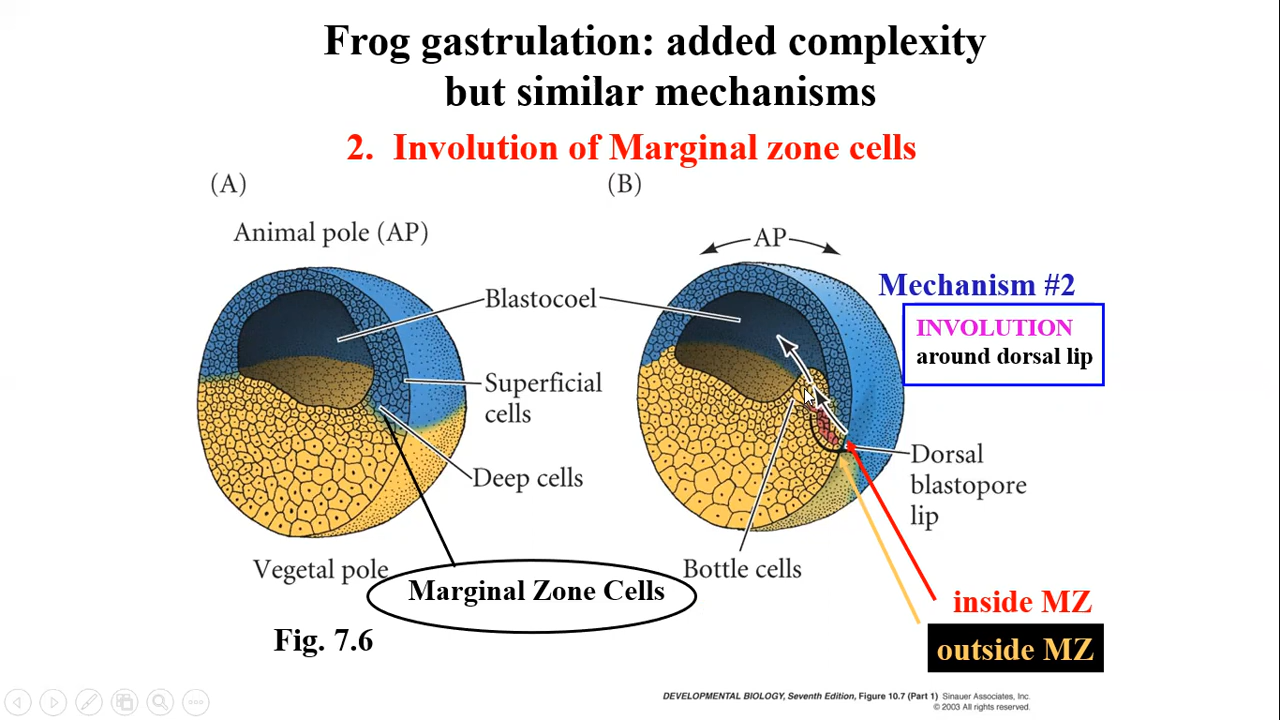 Frog gastrulation: added complexity
but similar mechanisms
2. Involution of Marginal zone cells
(A)
(B)
Animal pole (AP)
AP
Blastocoel
Mechanism #2
INVOLUTION
around dorsal lip
Superficial
cells
Deep cells
Dorsal
blastopore
lip
Vegetal pole
Bottle cells
Marginal Zone Cells
inside MZ
outside MZ
Fig. 7.6
DEVELOPMENTAL BIOLOGY, Seventh Edition, Figure 10.7 (Part 1) Sinauer Associates, Inc.
© 2003 All rights reserved.